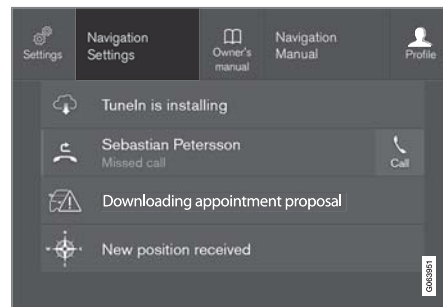 Settings
Navigation
Settings
Owner's
manual
Navigation
Manual
Profile
TuneIn is installing
Sebastian Petersson
Missed call
Call
Downloading appointment proposal
New position received
G063951